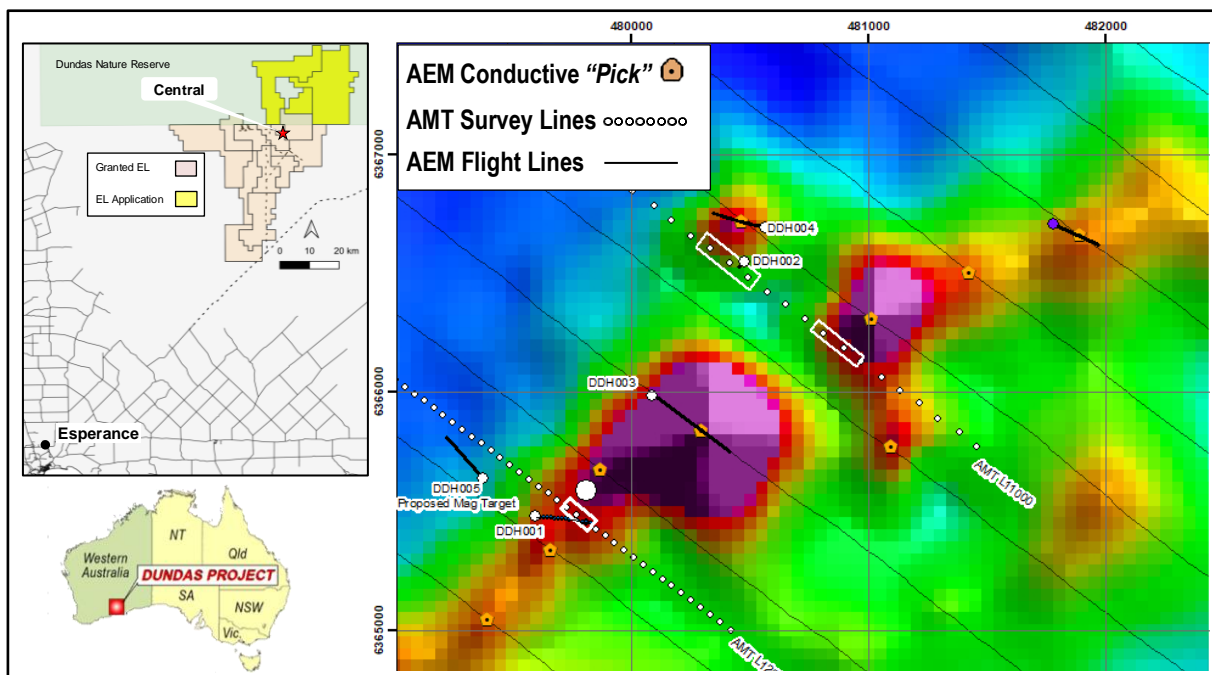 Dundas Nature Reserve
Central
Granted EL
EL Application
0 10 20 km
Esperance
NT
Western
Australia
Qld
DUNDAS PROJECT
SA
NSW
Vic.
480000 481000 482000
6367000
6366000
6365000
AEM Conductive "Pick"
AMT Survey Lines
AEM Flight Lines
DDH004
DDH002
DDH003
DDH005
Proposed Mag Target
DDH001
AMT L11000